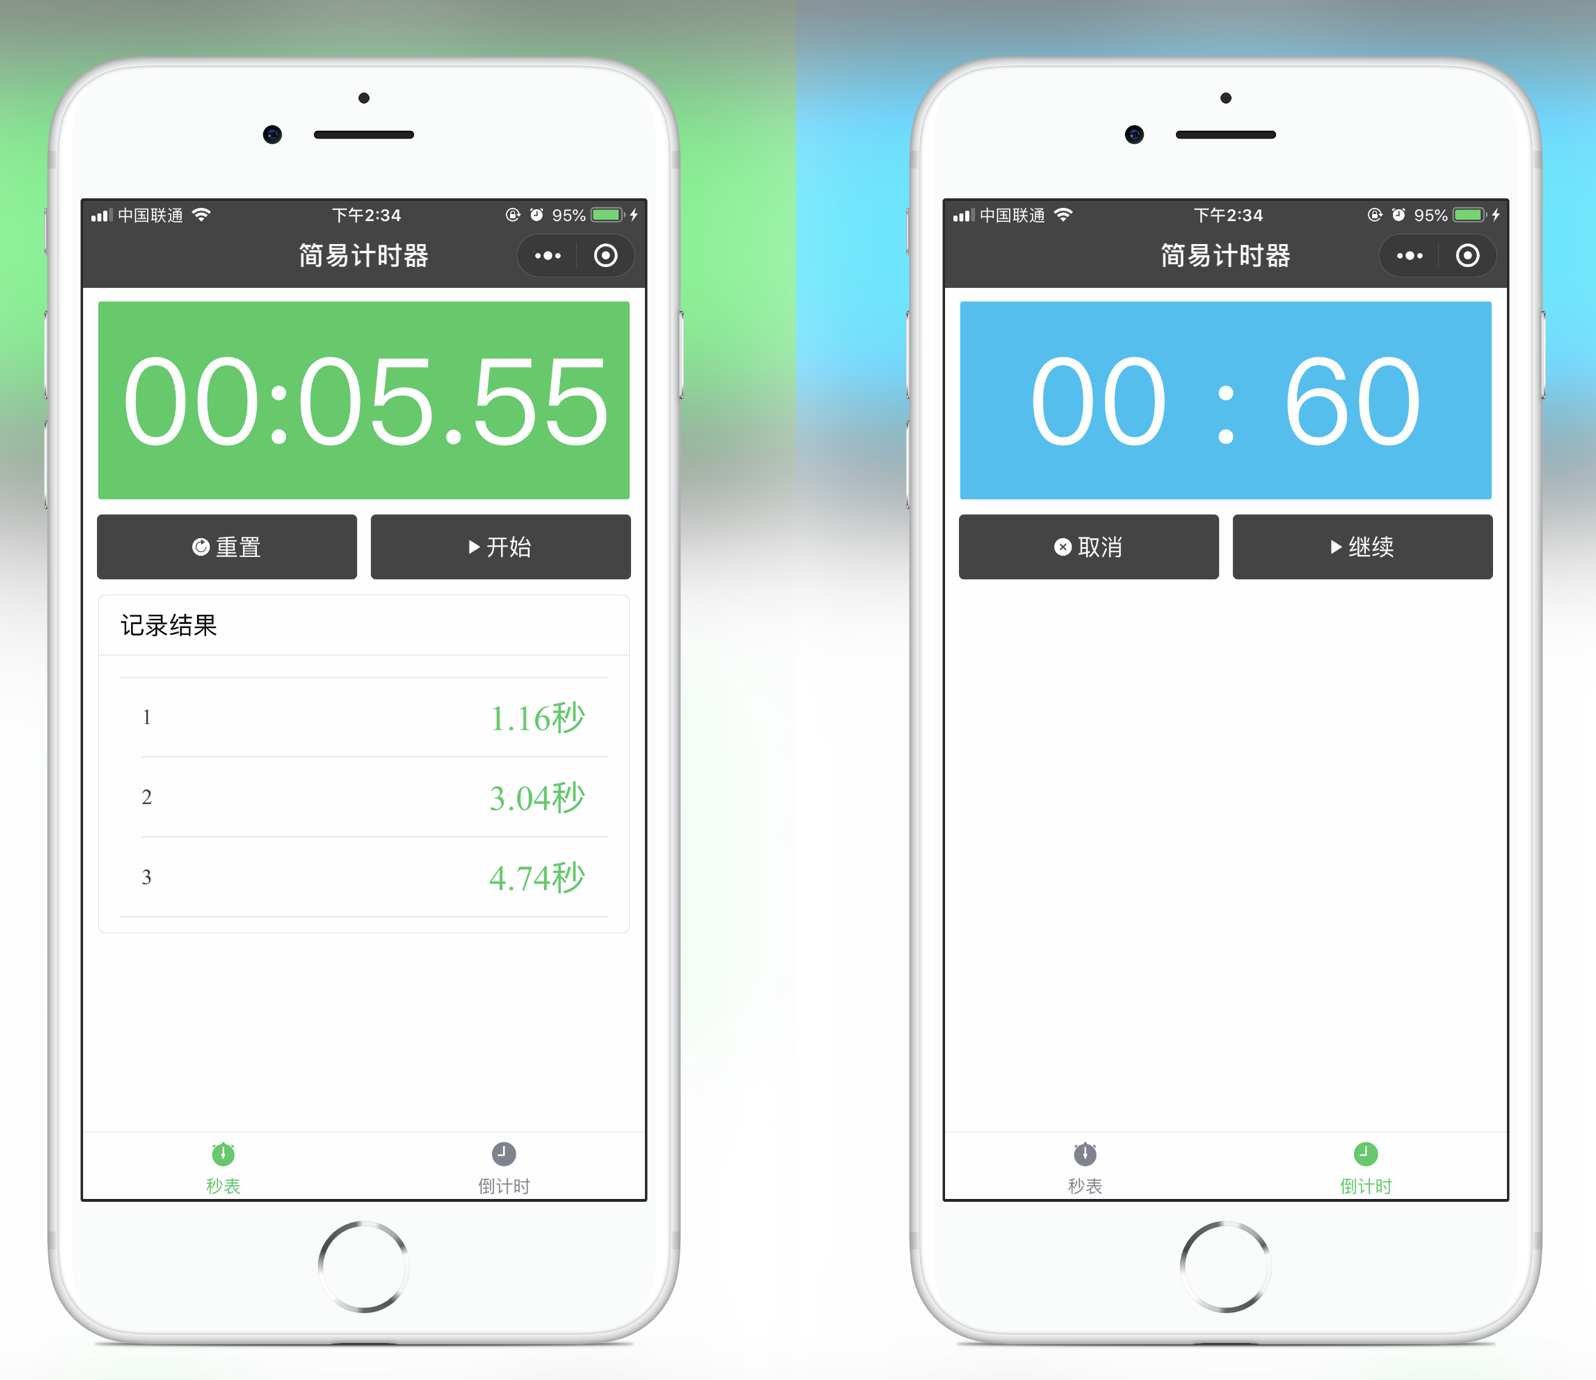 中国联通 下午2:34 95%
简易计时器
00:05.55
重置 开始
记录结果
1 1.16秒
2 3.04秒
3 4.74秒
秒表 倒计时
中国联通 下午2:34 95%
简易计时器
00 : 60
取消 继续
秒表 倒计时